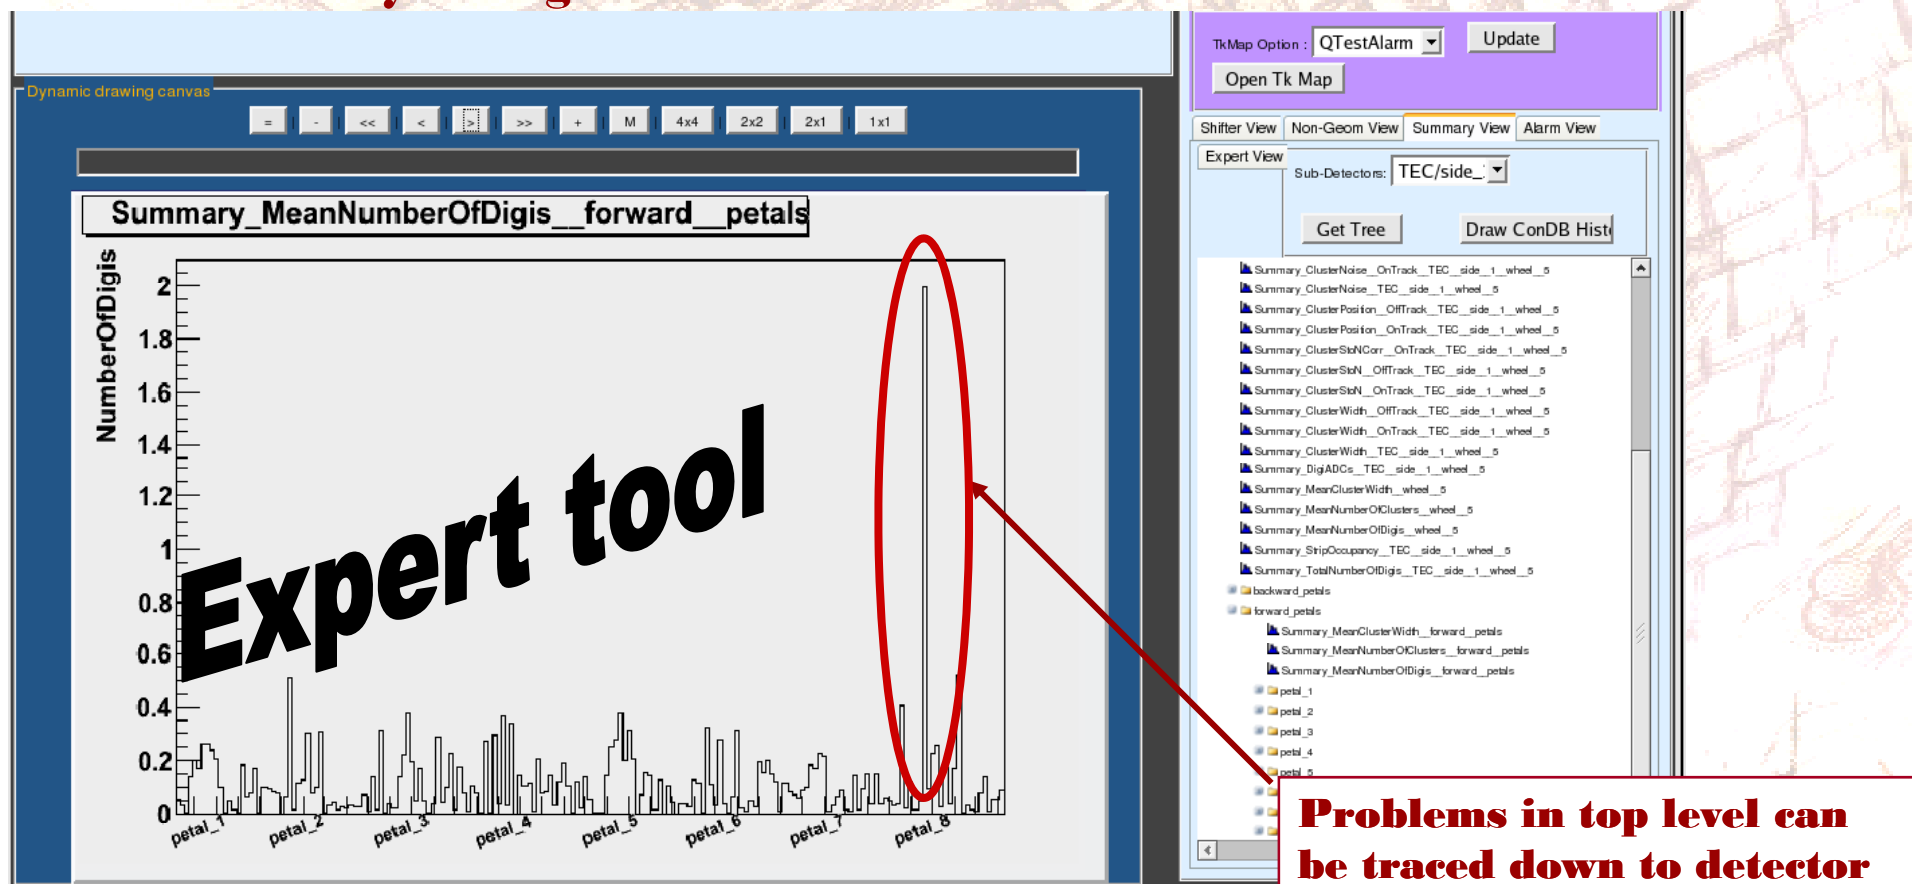 TkMap Option : QTestAlarm Update
Open Tk Map
Dynamic drawing canvas
= | - | << | < | > | >> | + | M | 4x4 | 2x2 | 2x1 | 1x1
Shifter View Non-Geom View Summary View Alarm View
Expert View
Sub-Detectors: TEC/side_
Get Tree Draw ConDB Hist
Summary_MeanNumberOfDigis__forward__petals
NumberOfDigis
2
1.8
1.6
1.4
1.2
1
0.8
0.6
0.4
0.2
0
petal_1 petal_2 petal_3 petal_4 petal_5 petal_6 petal_7 petal_8
Expert tool
Summary_ClusterNoise__OnTrack__TEC__side__1__wheel__5
Summary_ClusterNoise__TEC__side__1__wheel__5
Summary_ClusterPosition__OffTrack__TEC__side__1__wheel__5
Summary_ClusterPosition__OnTrack__TEC__side__1__wheel__5
Summary_ClusterStoNCorr__OnTrack__TEC__side__1__wheel__5
Summary_ClusterStoN__OffTrack__TEC__side__1__wheel__5
Summary_ClusterStoN__OnTrack__TEC__side__1__wheel__5
Summary_ClusterWidth__OffTrack__TEC__side__1__wheel__5
Summary_ClusterWidth__OnTrack__TEC__side__1__wheel__5
Summary_ClusterWidth__TEC__side__1__wheel__5
Summary_DigiADCs__TEC__side__1__wheel__5
Summary_MeanClusterWidth__wheel__5
Summary_MeanNumberOfClusters__wheel__5
Summary_MeanNumberOfDigis__wheel__5
Summary_StripOccupancy__TEC__side__1__wheel__5
Summary_TotalNumberOfDigis__TEC__side__1__wheel__5
backward_petals
forward_petals
Summary_MeanClusterWidth__forward__petals
Summary_MeanNumberOfClusters__forward__petals
Summary_MeanNumberOfDigis__forward__petals
petal_1
petal_2
petal_3
petal_4
petal_5
Problems in top level can
be traced down to detector